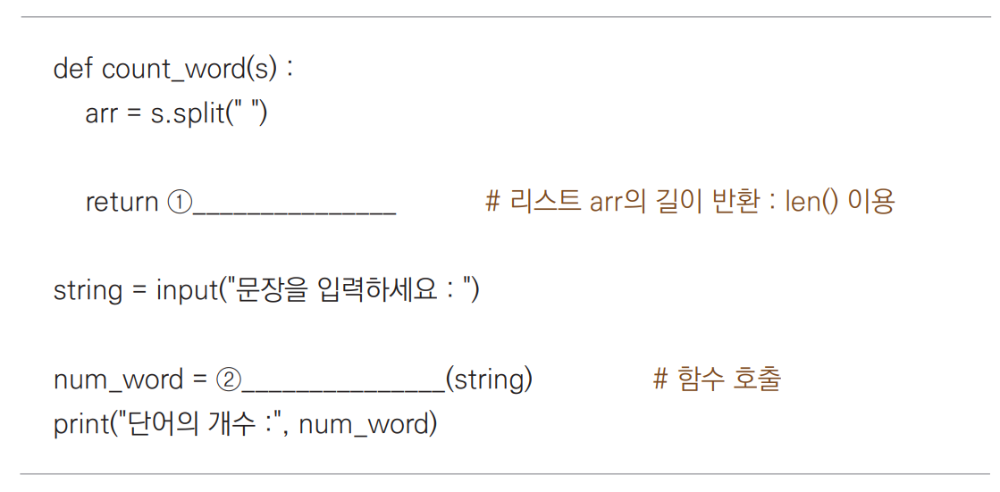 def count_word(s) :
arr = s.split(" ")
return ①_______________ # 리스트 arr의 길이 반환 : len() 이용
string = input("문장을 입력하세요 : ")
num_word = ②_______________(string) # 함수 호출
print("단어의 개수 :", num_word)